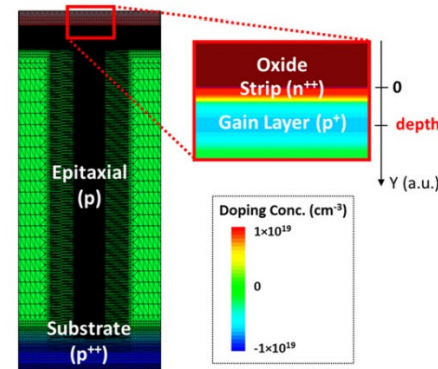 Oxide
Strip (n⁺⁺)
Gain Layer (p⁺)
0
depth
Y (a.u.)
Epitaxial
(p)
Substrate
(p⁺⁺)
Doping Conc. (cm⁻³)
1×10¹⁹
0
-1×10¹⁹